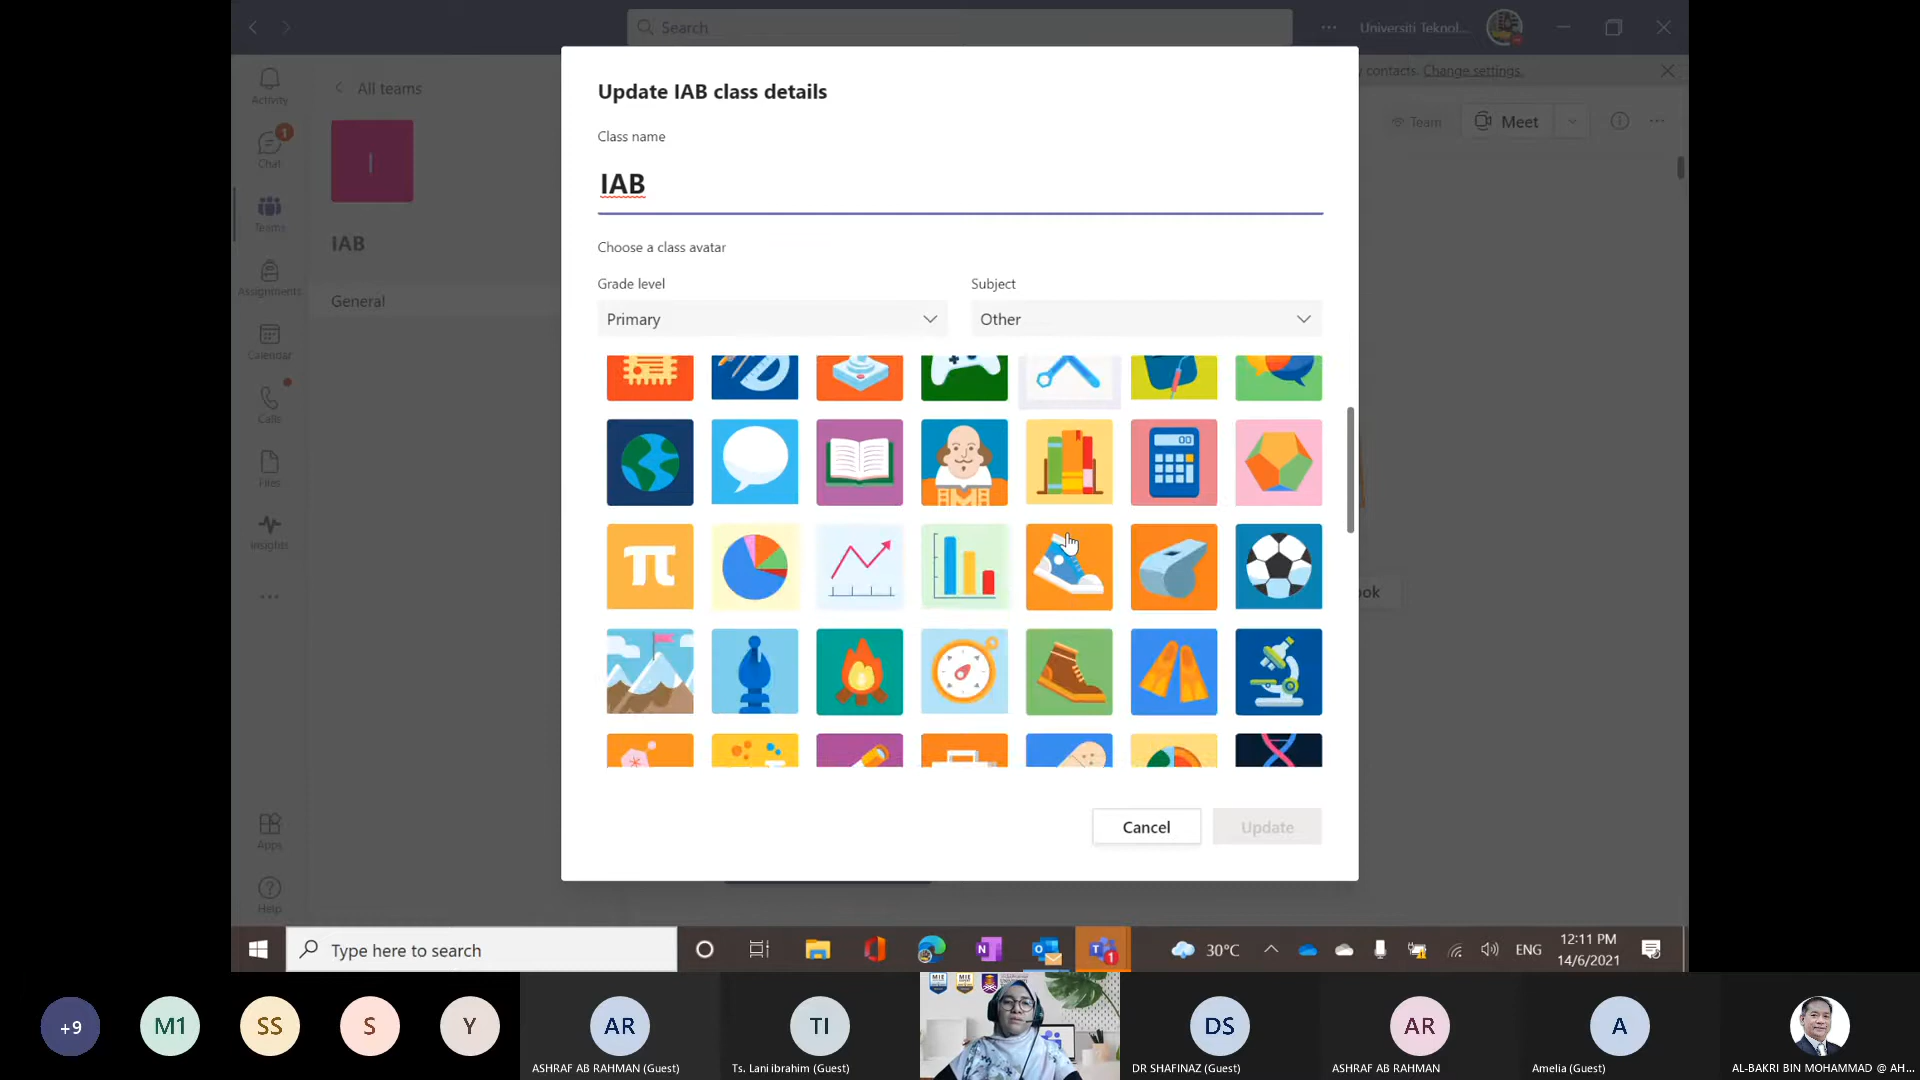 Search
Universiti Teknol...
y contacts. Change settings.
Activity
All teams
Update IAB class details
Team
Meet
1
Chat
I
Class name
IAB
Teams
IAB
Choose a class avatar
Assignments
Grade level
Subject
General
Primary
Other
Calendar
Calls
00
Files
π
Insights
ook
Cancel
Update
Apps
Help
Type here to search
30°C
ENG
12:11 PM
14/6/2021
1
+9
M1
SS
S
Y
AR
TI
DS
AR
A
ASHRAF AB RAHMAN (Guest)
Ts. Lani ibrahim (Guest)
DR SHAFINAZ (Guest)
ASHRAF AB RAHMAN
Amelia (Guest)
AL-BAKRI BIN MOHAMMAD @ AH...